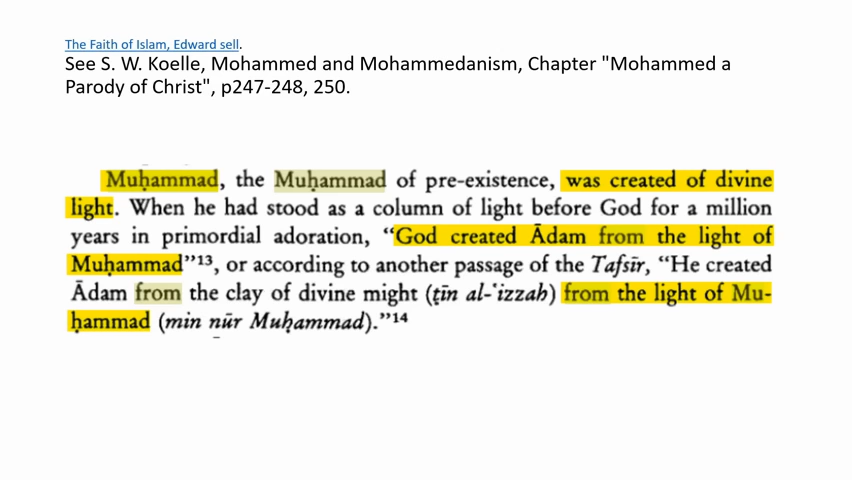 The Faith of Islam, Edward sell.
See S. W. Koelle, Mohammed and Mohammedanism, Chapter "Mohammed a
Parody of Christ", p247-248, 250.
Muḥammad, the Muḥammad of pre-existence, was created of divine
light. When he had stood as a column of light before God for a million
years in primordial adoration, “God created Ādam from the light of
Muḥammad”¹³, or according to another passage of the Tafsīr, “He created
Ādam from the clay of divine might (ṭīn al-ʿizzah) from the light of Mu-
ḥammad (min nūr Muḥammad).”¹⁴